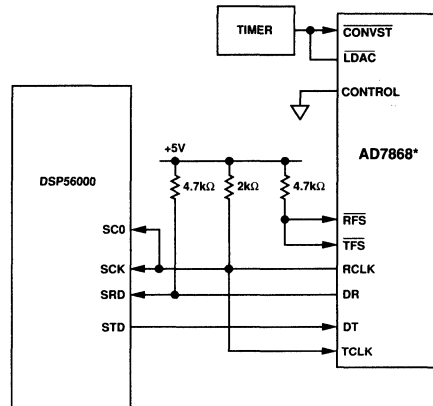 TIMER
CONVST
LDAC
CONTROL
AD7868*
+5V
DSP56000
4.7kΩ
2kΩ
4.7kΩ
SC0
RFS
TFS
SCK
RCLK
SRD
DR
STD
DT
TCLK